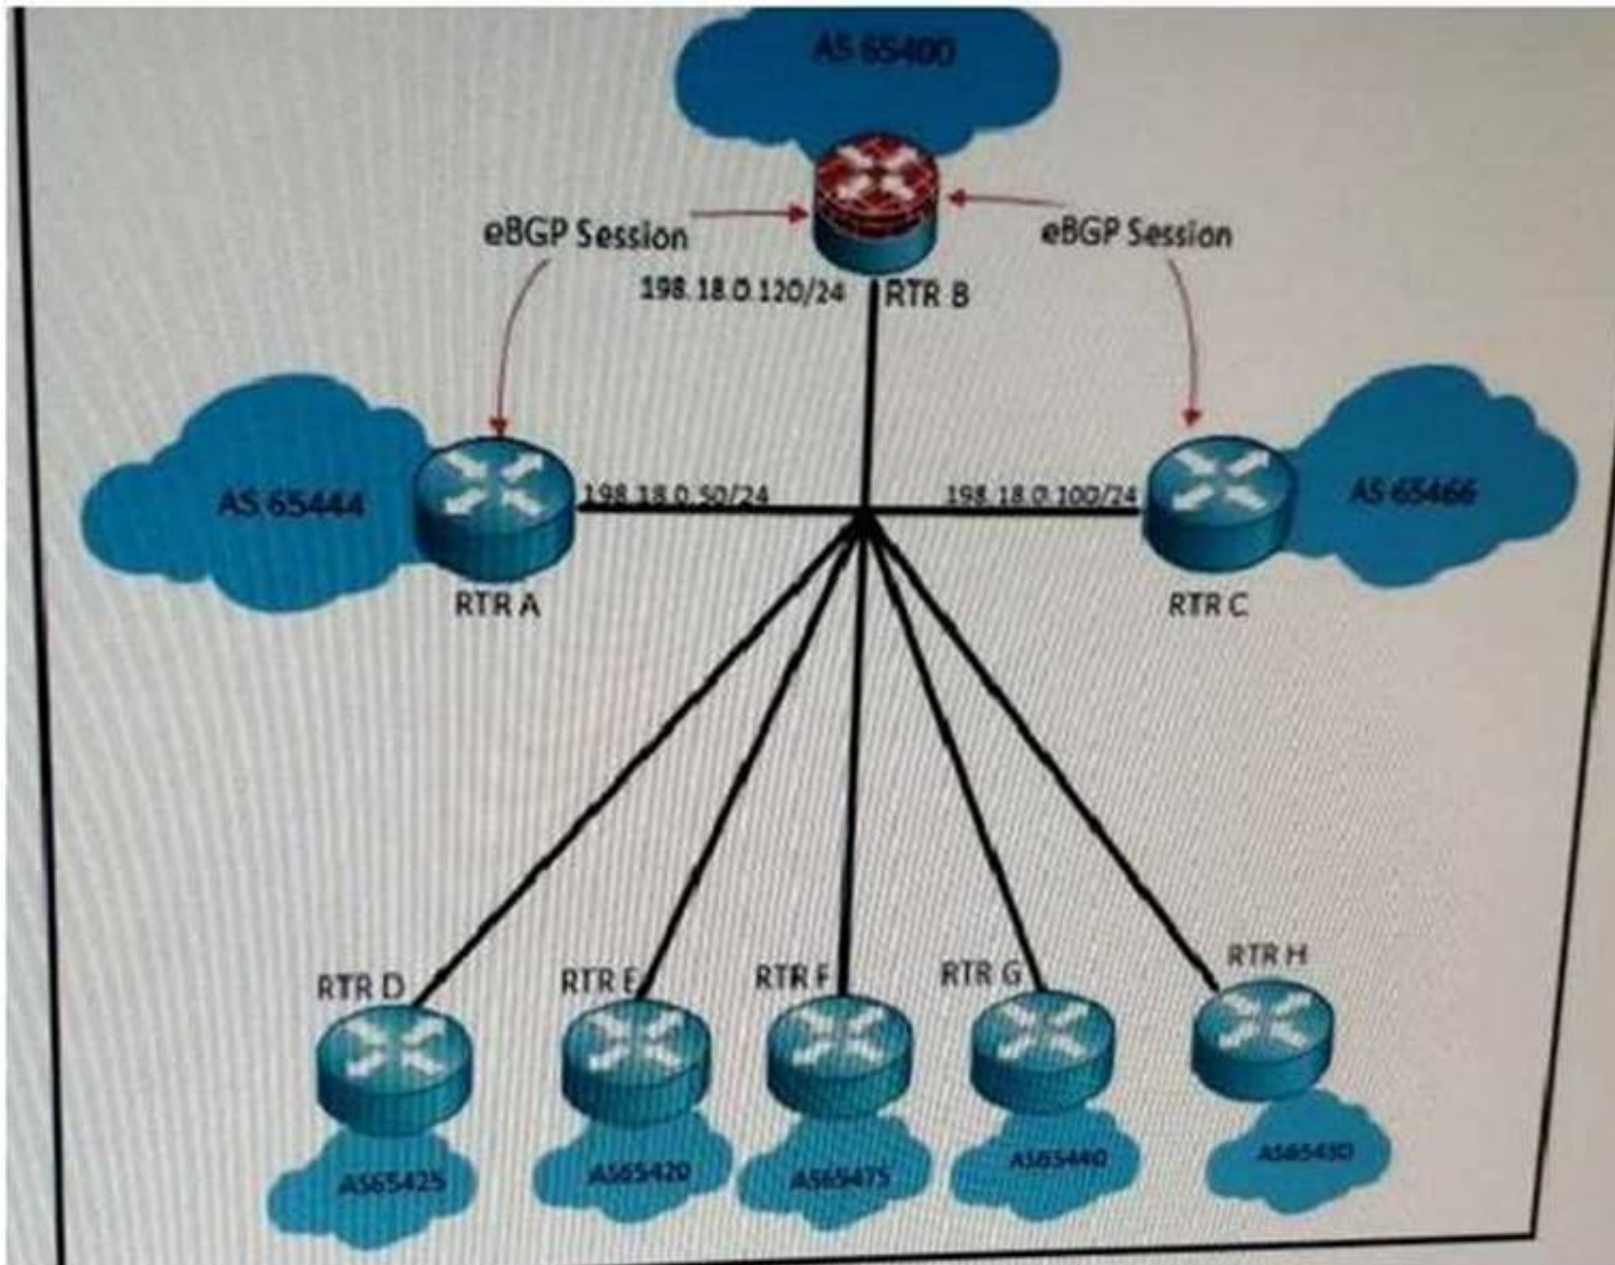 AS 65400
eBGP Session
eBGP Session
198.18.0.120/24
RTR B
AS 65444
198.18.0.50/24
198.18.0.100/24
AS 65466
RTR A
RTR C
RTR D
RTR E
RTR F
RTR G
RTR H
AS65425
AS65420
AS65475
AS65440